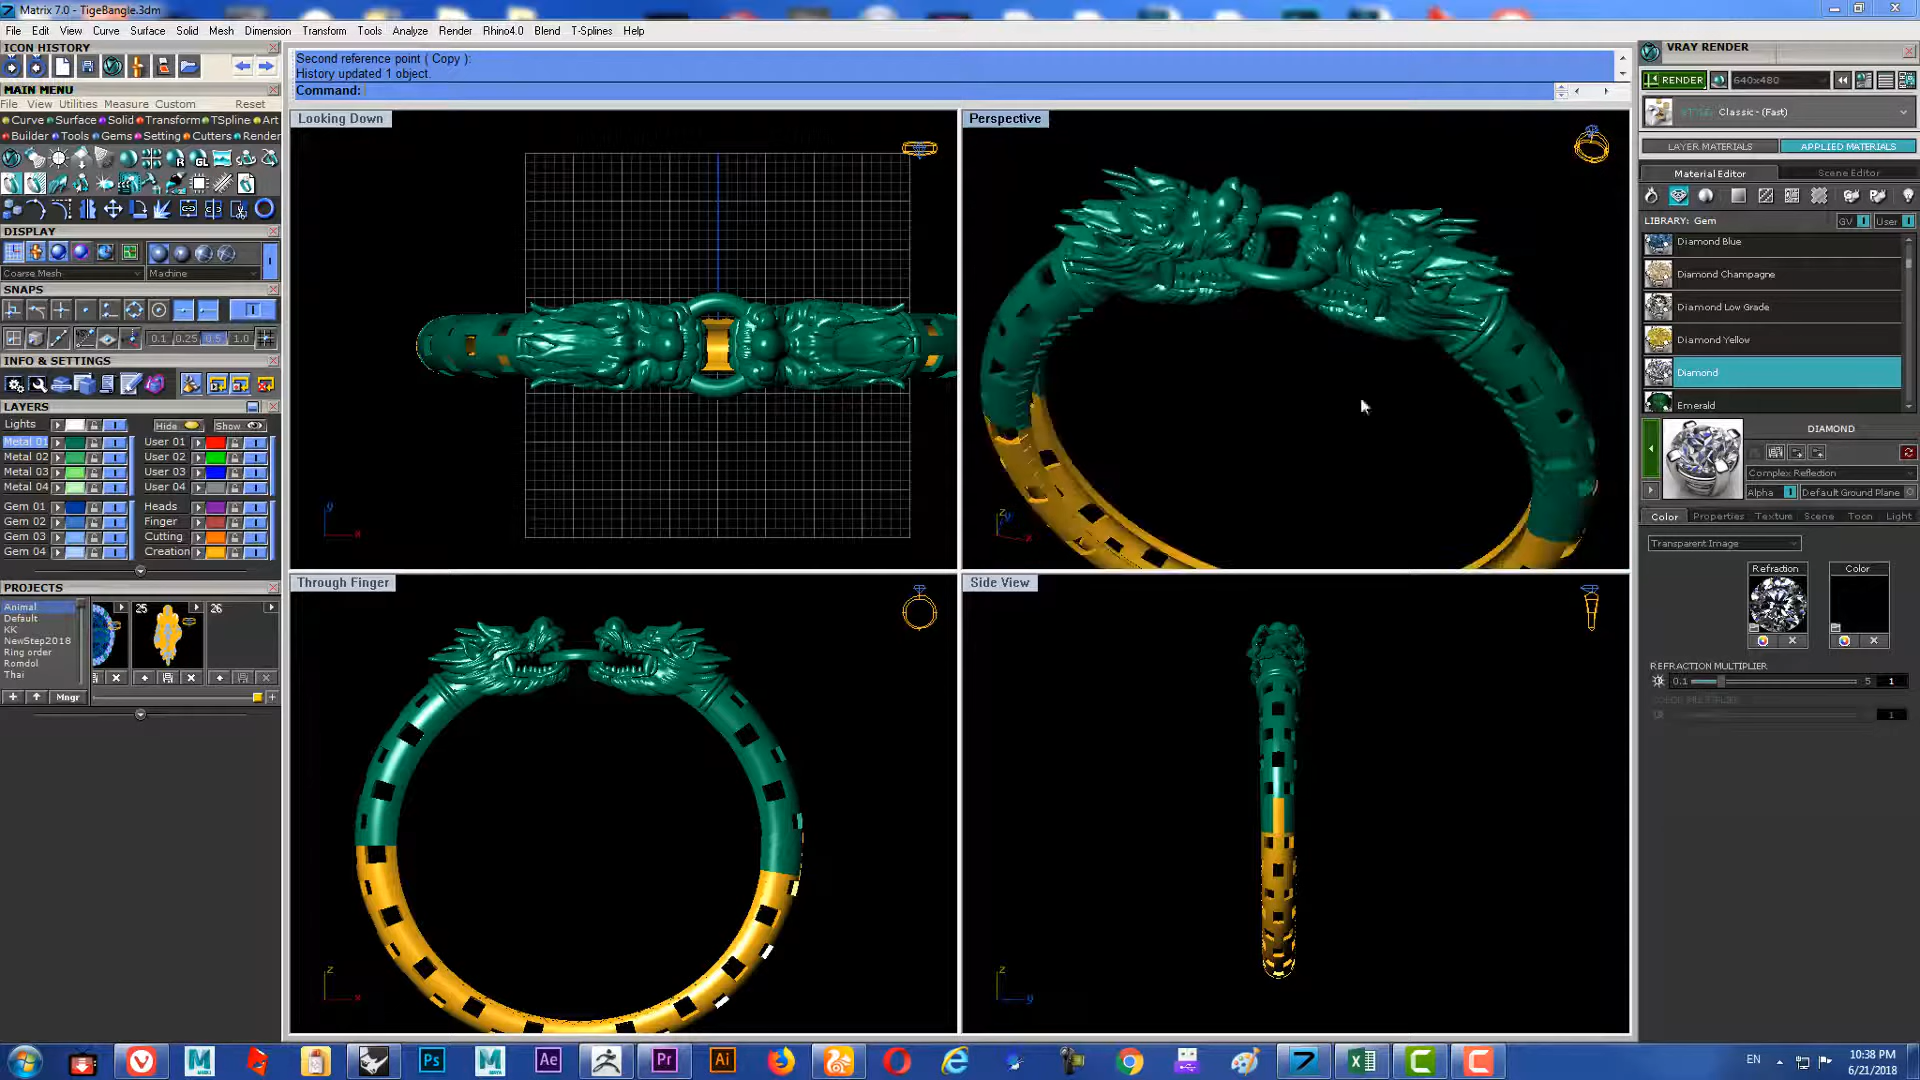 Matrix 7.0 - TigeBangle.3dm
File Edit View Curve Surface Solid Mesh Dimension Transform Tools Analyze Render Rhino4.0 Blend T-Splines Help
ICON HISTORY
MAIN MENU
File View Utilities Measure Custom Reset
Curve Surface Solid Transform TSpline Art
Builder Tools Gems Setting Cutters Render
DISPLAY
Coarse Mesh Machine
SNAPS
0.1 0.25 0.5 1.0
INFO & SETTINGS
LAYERS
Lights Hide Show
Metal 01 User 01
Metal 02 User 02
Metal 03 User 03
Metal 04 User 04
Gem 01 Heads
Gem 02 Finger
Gem 03 Cutting
Gem 04 Creation
PROJECTS
Animal
Default
KK
NewStep2018
Ring order
Romdol
Thai
25 26
Mngr
Second reference point ( Copy ):
History updated 1 object.
Command:
Looking Down
Perspective
Through Finger
Side View
VRAY RENDER
RENDER 640x480
STYLE Classic - (Fast)
LAYER MATERIALS APPLIED MATERIALS
Material Editor Scene Editor
LIBRARY: Gem GV User
Diamond Blue
Diamond Champagne
Diamond Low Grade
Diamond Yellow
Diamond
Emerald
DIAMOND
Complex Reflection
Alpha Default Ground Plane
Color Properties Texture Scene Toon Light
Transparent Image
Refraction Color
REFRACTION MULTIPLIER
0.1 5 1
COLOR MULTIPLIER
1
EN 10:38 PM
6/21/2018